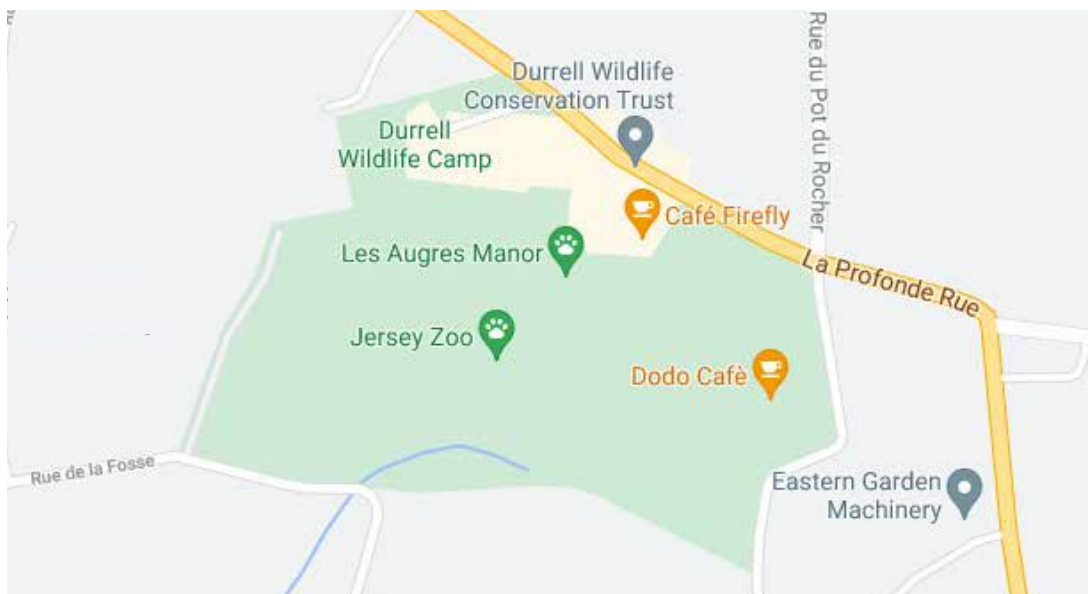 Rue du Pot du Rocher
Durrell Wildlife
Conservation Trust
Durrell
Wildlife Camp
Café Firefly
Les Augres Manor
La Profonde Rue
Jersey Zoo
Dodo Cafè
Rue de la Fosse
Eastern Garden
Machinery